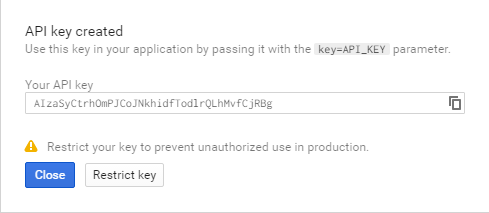 API key created
Use this key in your application by passing it with the key=API_KEY parameter.
Your API key
AIzaSyCtrhOmPJCoJNkhidfTodlrQLhMvfCjRBg
Restrict your key to prevent unauthorized use in production.
Close Restrict key